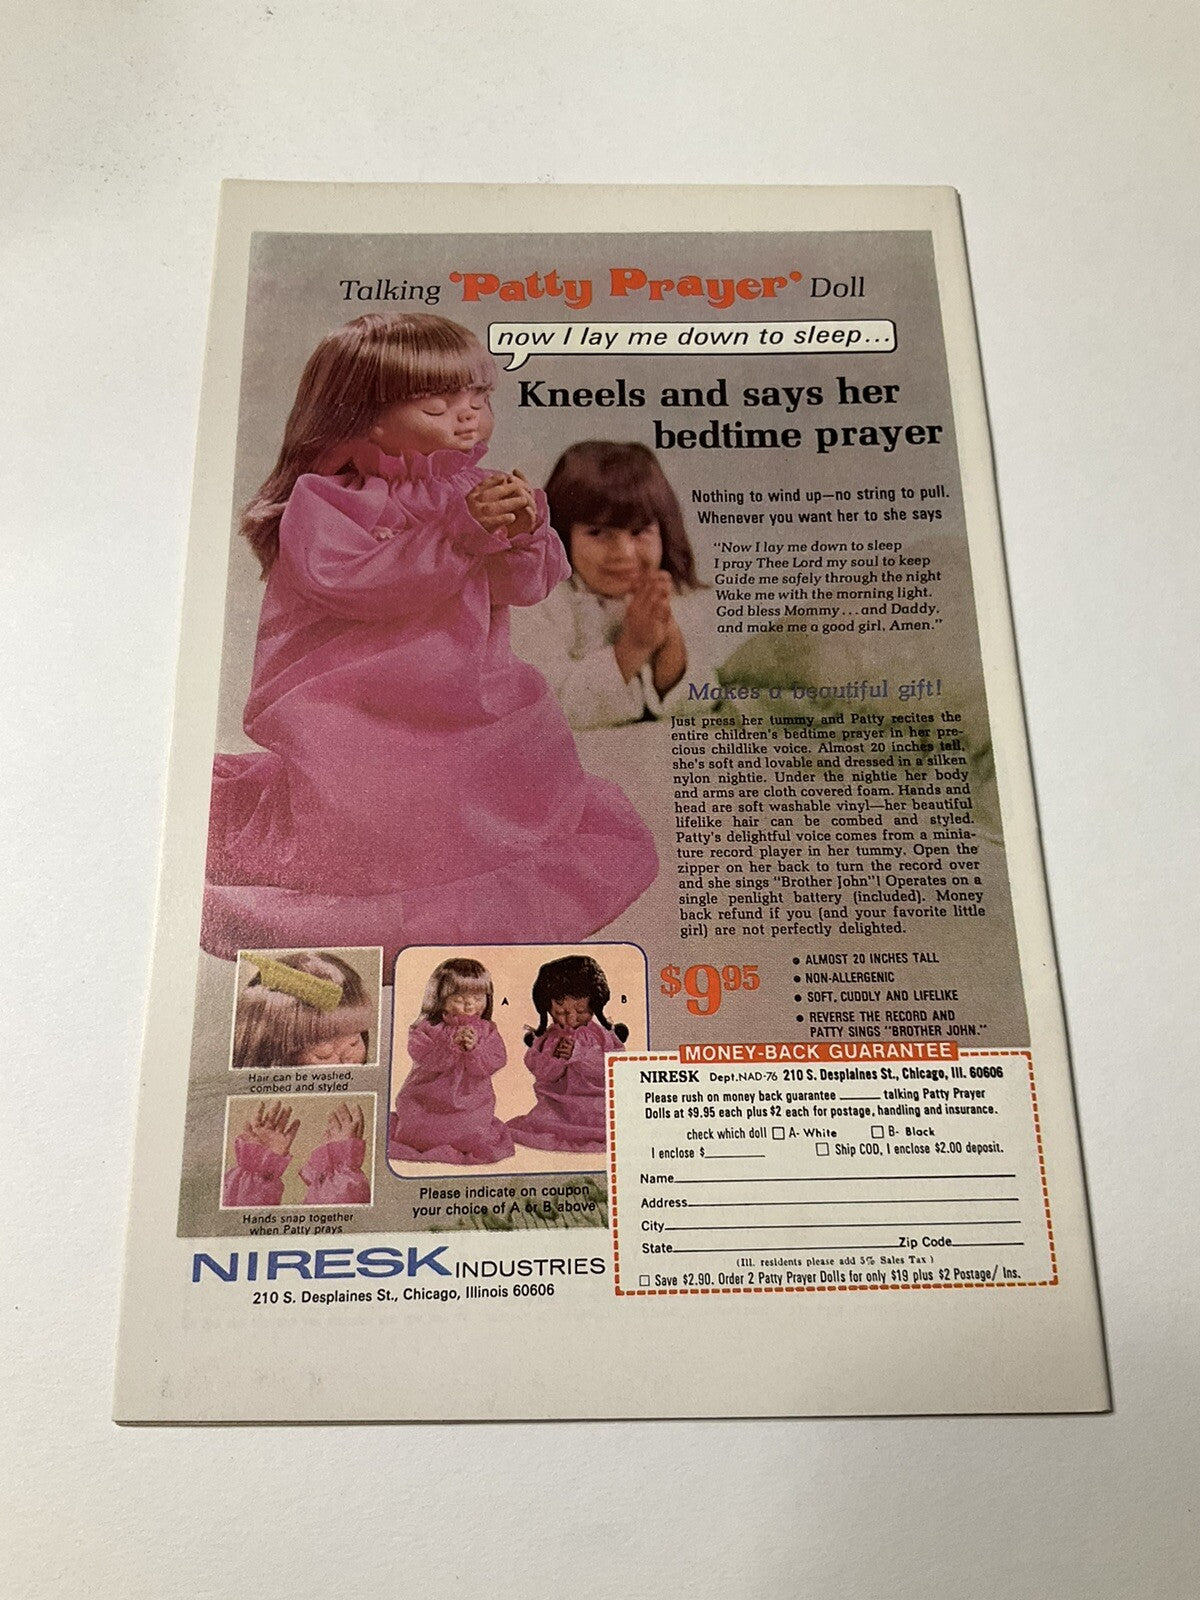 Talking 'Patty Prayer' Doll
now I lay me down to sleep...
Kneels and says her
bedtime prayer
Nothing to wind up—no string to pull.
Whenever you want her to she says
"Now I lay me down to sleep
I pray Thee Lord my soul to keep
Guide me safely through the night
Wake me with the morning light.
God bless Mommy...and Daddy,
and make me a good girl, Amen."
Makes a beautiful gift!
Just press her tummy and Patty recites the
entire children's bedtime prayer in her pre-
cious childlike voice. Almost 20 inches tall,
she's soft and lovable and dressed in a silken
nylon nightie. Under the nightie her body
and arms are cloth covered foam. Hands and
head are soft washable vinyl—her beautiful
lifelike hair can be combed and styled.
Patty's delightful voice comes from a minia-
ture record player in her tummy. Open the
zipper on her back to turn the record over
and she sings "Brother John"! Operates on a
single penlight battery (included). Money
back refund if you (and your favorite little
girl) are not perfectly delighted.
$9.95
• ALMOST 20 INCHES TALL
• NON-ALLERGENIC
• SOFT, CUDDLY AND LIFELIKE
• REVERSE THE RECORD AND
PATTY SINGS "BROTHER JOHN."
Hair can be washed,
combed and styled
Hands snap together
when Patty prays
A
B
Please indicate on coupon
your choice of A or B above
NIRESK INDUSTRIES
210 S. Desplaines St., Chicago, Illinois 60606
MONEY-BACK GUARANTEE
NIRESK Dept.NAD-76 210 S. Desplaines St., Chicago, Ill. 60606
Please rush on money back guarantee ______ talking Patty Prayer
Dolls at $9.95 each plus $2 each for postage, handling and insurance.
check which doll ☐ A- White ☐ B- Black
I enclose $________ ☐ Ship COD, I enclose $2.00 deposit.
Name
Address
City
State Zip Code
(Ill. residents please add 5% Sales Tax)
☐ Save $2.90. Order 2 Patty Prayer Dolls for only $19 plus $2 Postage/ Ins.